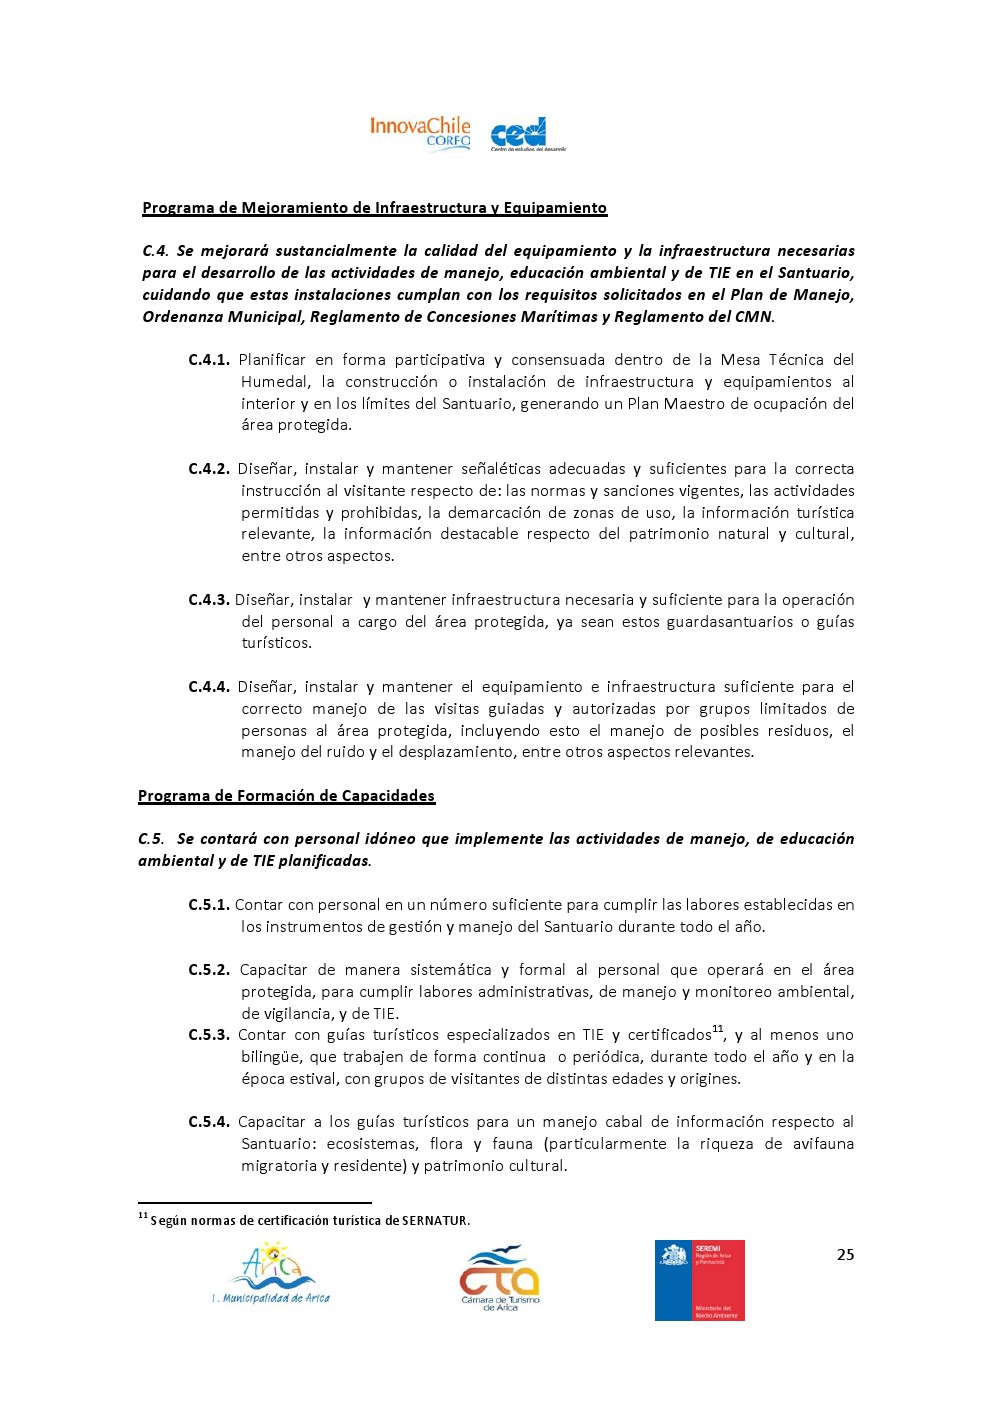 InnovaChile
CORFO
ced
Centro de estudios del desarrollo
Programa de Mejoramiento de Infraestructura y Equipamiento
C.4. Se mejorará sustancialmente la calidad del equipamiento y la infraestructura necesarias
para el desarrollo de las actividades de manejo, educación ambiental y de TIE en el Santuario,
cuidando que estas instalaciones cumplan con los requisitos solicitados en el Plan de Manejo,
Ordenanza Municipal, Reglamento de Concesiones Marítimas y Reglamento del CMN.
C.4.1. Planificar en forma participativa y consensuada dentro de la Mesa Técnica del
Humedal, la construcción o instalación de infraestructura y equipamientos al
interior y en los límites del Santuario, generando un Plan Maestro de ocupación del
área protegida.
C.4.2. Diseñar, instalar y mantener señaléticas adecuadas y suficientes para la correcta
instrucción al visitante respecto de: las normas y sanciones vigentes, las actividades
permitidas y prohibidas, la demarcación de zonas de uso, la información turística
relevante, la información destacable respecto del patrimonio natural y cultural,
entre otros aspectos.
C.4.3. Diseñar, instalar  y mantener infraestructura necesaria y suficiente para la operación
del personal a cargo del área protegida, ya sean estos guardasantuarios o guías
turísticos.
C.4.4. Diseñar, instalar y mantener el equipamiento e infraestructura suficiente para el
correcto manejo de las visitas guiadas y autorizadas por grupos limitados de
personas al área protegida, incluyendo esto el manejo de posibles residuos, el
manejo del ruido y el desplazamiento, entre otros aspectos relevantes.
Programa de Formación de Capacidades
C.5.  Se contará con personal idóneo que implemente las actividades de manejo, de educación
ambiental y de TIE planificadas.
C.5.1. Contar con personal en un número suficiente para cumplir las labores establecidas en
los instrumentos de gestión y manejo del Santuario durante todo el año.
C.5.2. Capacitar de manera sistemática y formal al personal que operará en el área
protegida, para cumplir labores administrativas, de manejo y monitoreo ambiental,
de vigilancia, y de TIE.
C.5.3. Contar con guías turísticos especializados en TIE y certificados11, y al menos uno
bilingüe, que trabajen de forma continua  o periódica, durante todo el año y en la
época estival, con grupos de visitantes de distintas edades y origines.
C.5.4. Capacitar a los guías turísticos para un manejo cabal de información respecto al
Santuario: ecosistemas, flora y fauna (particularmente la riqueza de avifauna
migratoria y residente) y patrimonio cultural.
11 Según normas de certificación turística de SERNATUR.
Arica
I. Municipalidad de Arica
CTA
Cámara de Turismo
de Arica
SEREMI
Región de Arica
y Parinacota
Ministerio del
Medio Ambiente
25